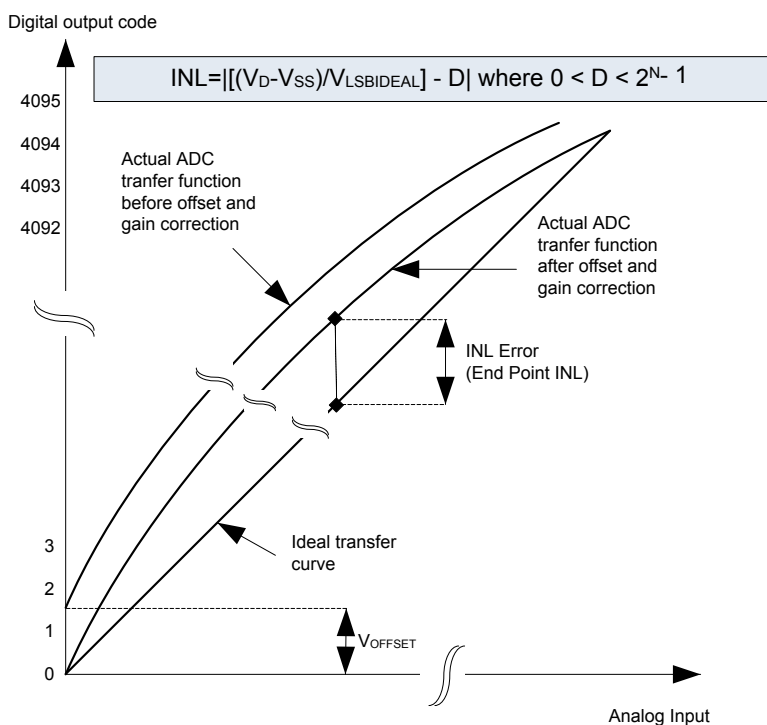 Digital output code
INL=|[(VD-VSS)/VLSBIDEAL] - D| where 0 < D < 2^N- 1
4095
4094
4093
4092
Actual ADC
tranfer function
before offset and
gain correction
Actual ADC
tranfer function
after offset and
gain correction
INL Error
(End Point INL)
Ideal transfer
curve
3
2
1
0
VOFFSET
Analog Input